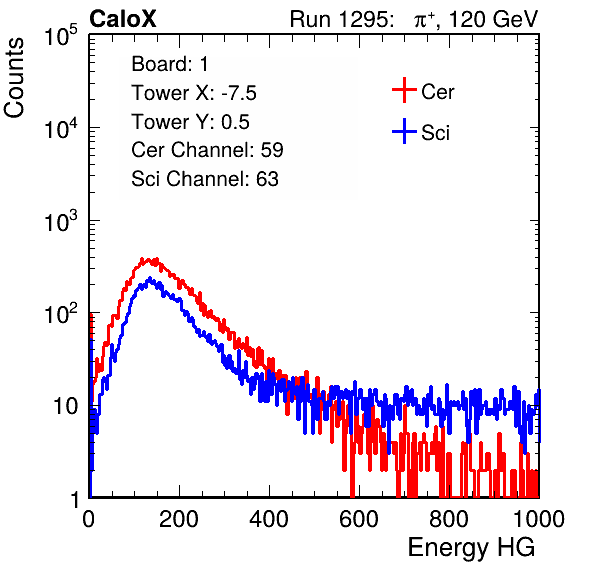 CaloX Run 1295: π⁺, 120 GeV
Counts
Board: 1
Tower X: -7.5
Tower Y: 0.5
Cer Channel: 59
Sci Channel: 63
Cer
Sci
10⁵
10⁴
10³
10²
10
1
0 200 400 600 800 1000
Energy HG